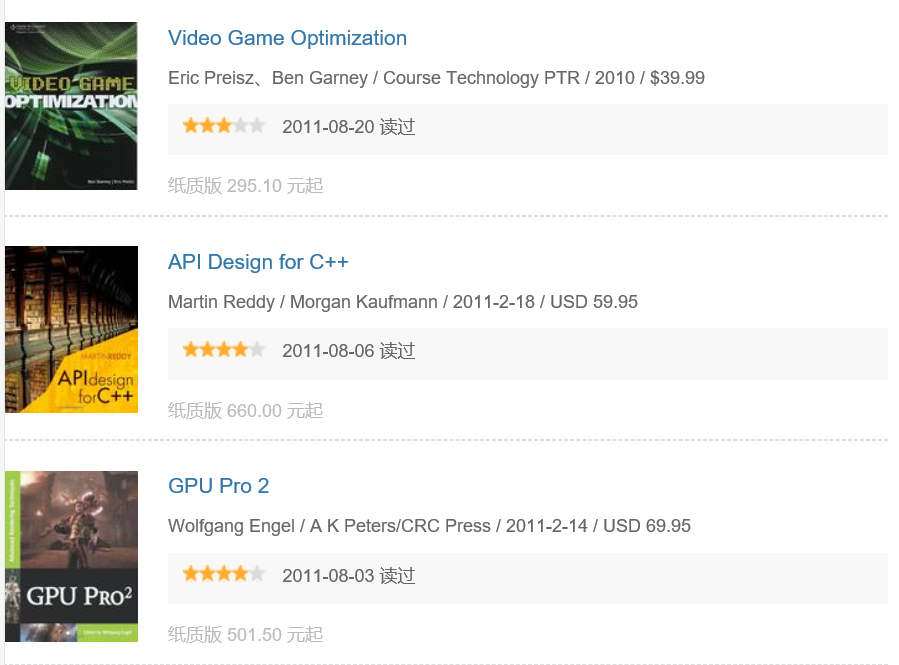 VIDEO GAME
OPTIMIZATION
Video Game Optimization
Eric Preisz、Ben Garney / Course Technology PTR / 2010 / $39.99
2011-08-20 读过
纸质版 295.10 元起
MARTIN REDDY
API design
for C++
API Design for C++
Martin Reddy / Morgan Kaufmann / 2011-2-18 / USD 59.95
2011-08-06 读过
纸质版 660.00 元起
GPU PRO²
GPU Pro 2
Wolfgang Engel / A K Peters/CRC Press / 2011-2-14 / USD 69.95
2011-08-03 读过
纸质版 501.50 元起